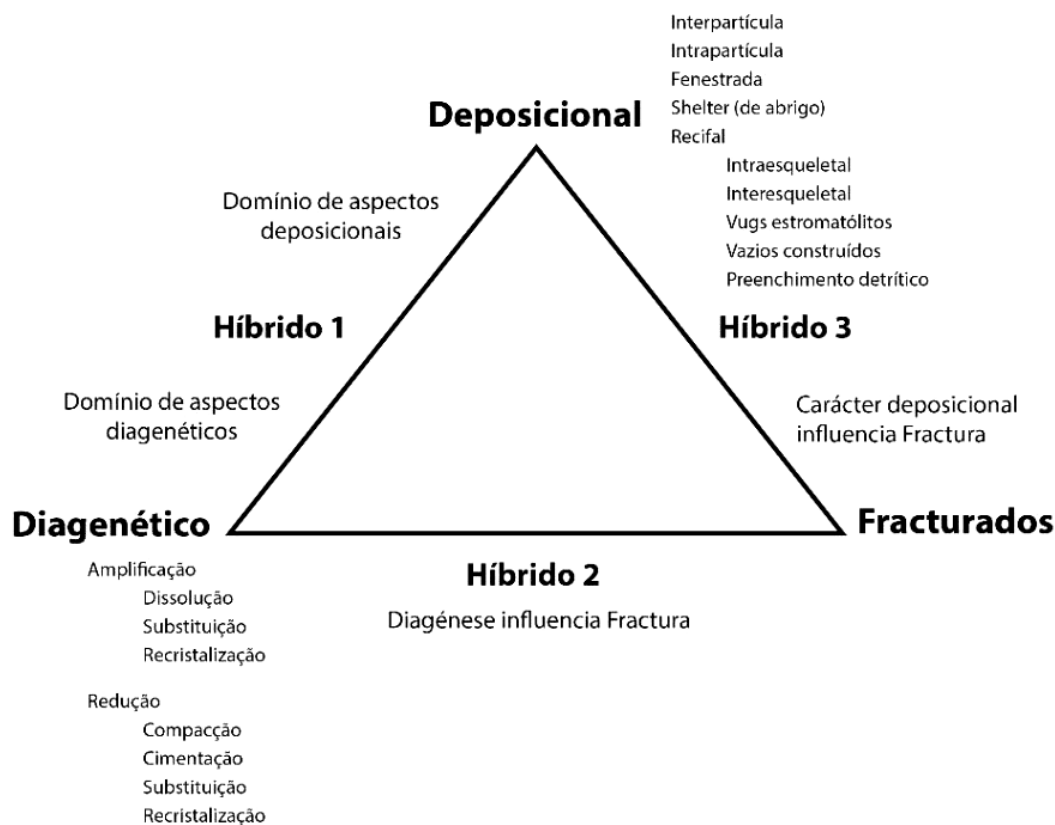 Interpartícula
Intrapartícula
Fenestrada
Shelter (de abrigo)
Recifal
Intraesqueletal
Interesqueletal
Vugs estromatólitos
Vazios construídos
Preenchimento detrítico
Deposicional
Domínio de aspectos
deposicionais
Híbrido 1
Híbrido 3
Domínio de aspectos
diagenéticos
Carácter deposicional
influencia Fractura
Diagenético
Fracturados
Híbrido 2
Diagénese influencia Fractura
Amplificação
Dissolução
Substituição
Recristalização
Redução
Compacção
Cimentação
Substituição
Recristalização